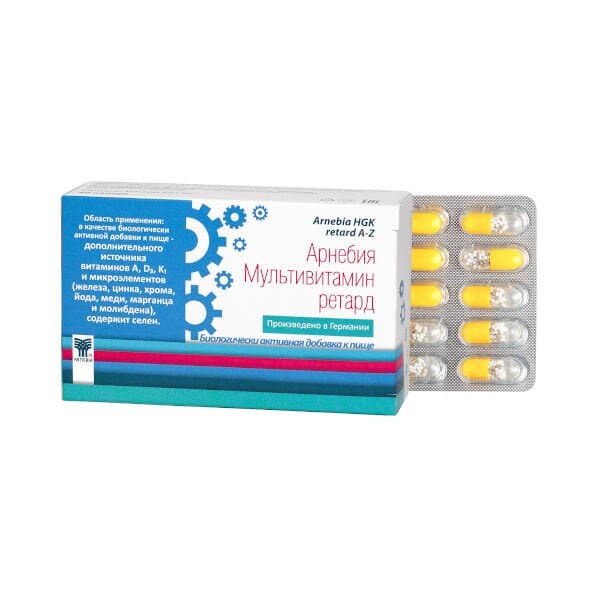 Область применения:
в качестве биологически
активной добавки к пище -
дополнительного
источника
витаминов А, D₃, K₁
и микроэлементов
(железа, цинка, хрома,
йода, меди, марганца
и молибдена),
содержит селен.
Arnebia HGK
retard A-Z
Арнебия
Мультивитамин
ретард
Произведено в Германии
Биологически активная добавка к пище